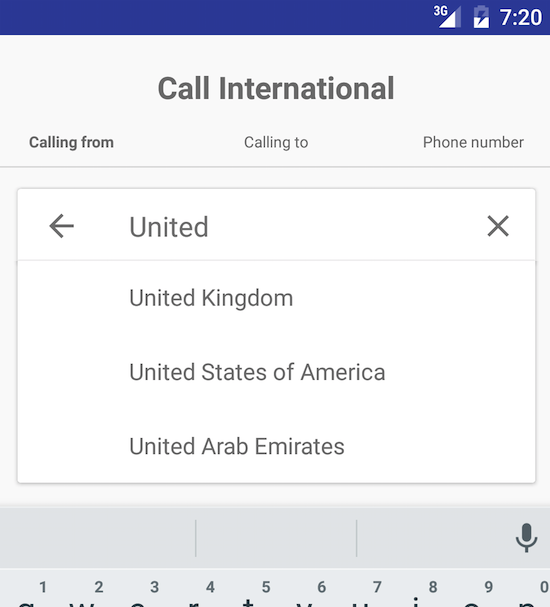 3G 7:20
Call International
Calling from Calling to Phone number
United
United Kingdom
United States of America
United Arab Emirates
1 2 3 4 5 6 7 8 9 0